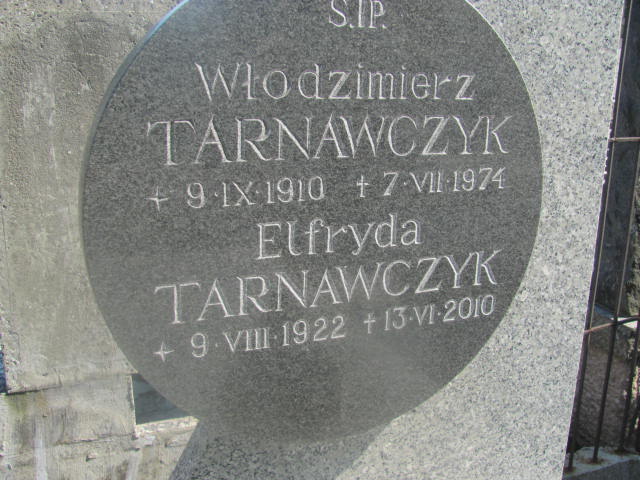 Ś.†P.
Włodzimierz
TARNAWCZYK
+ 9·IX·1910 † 7·VII·1974
Elfryda
TARNAWCZYK
+ 9·VIII·1922 † 13·VI·2010